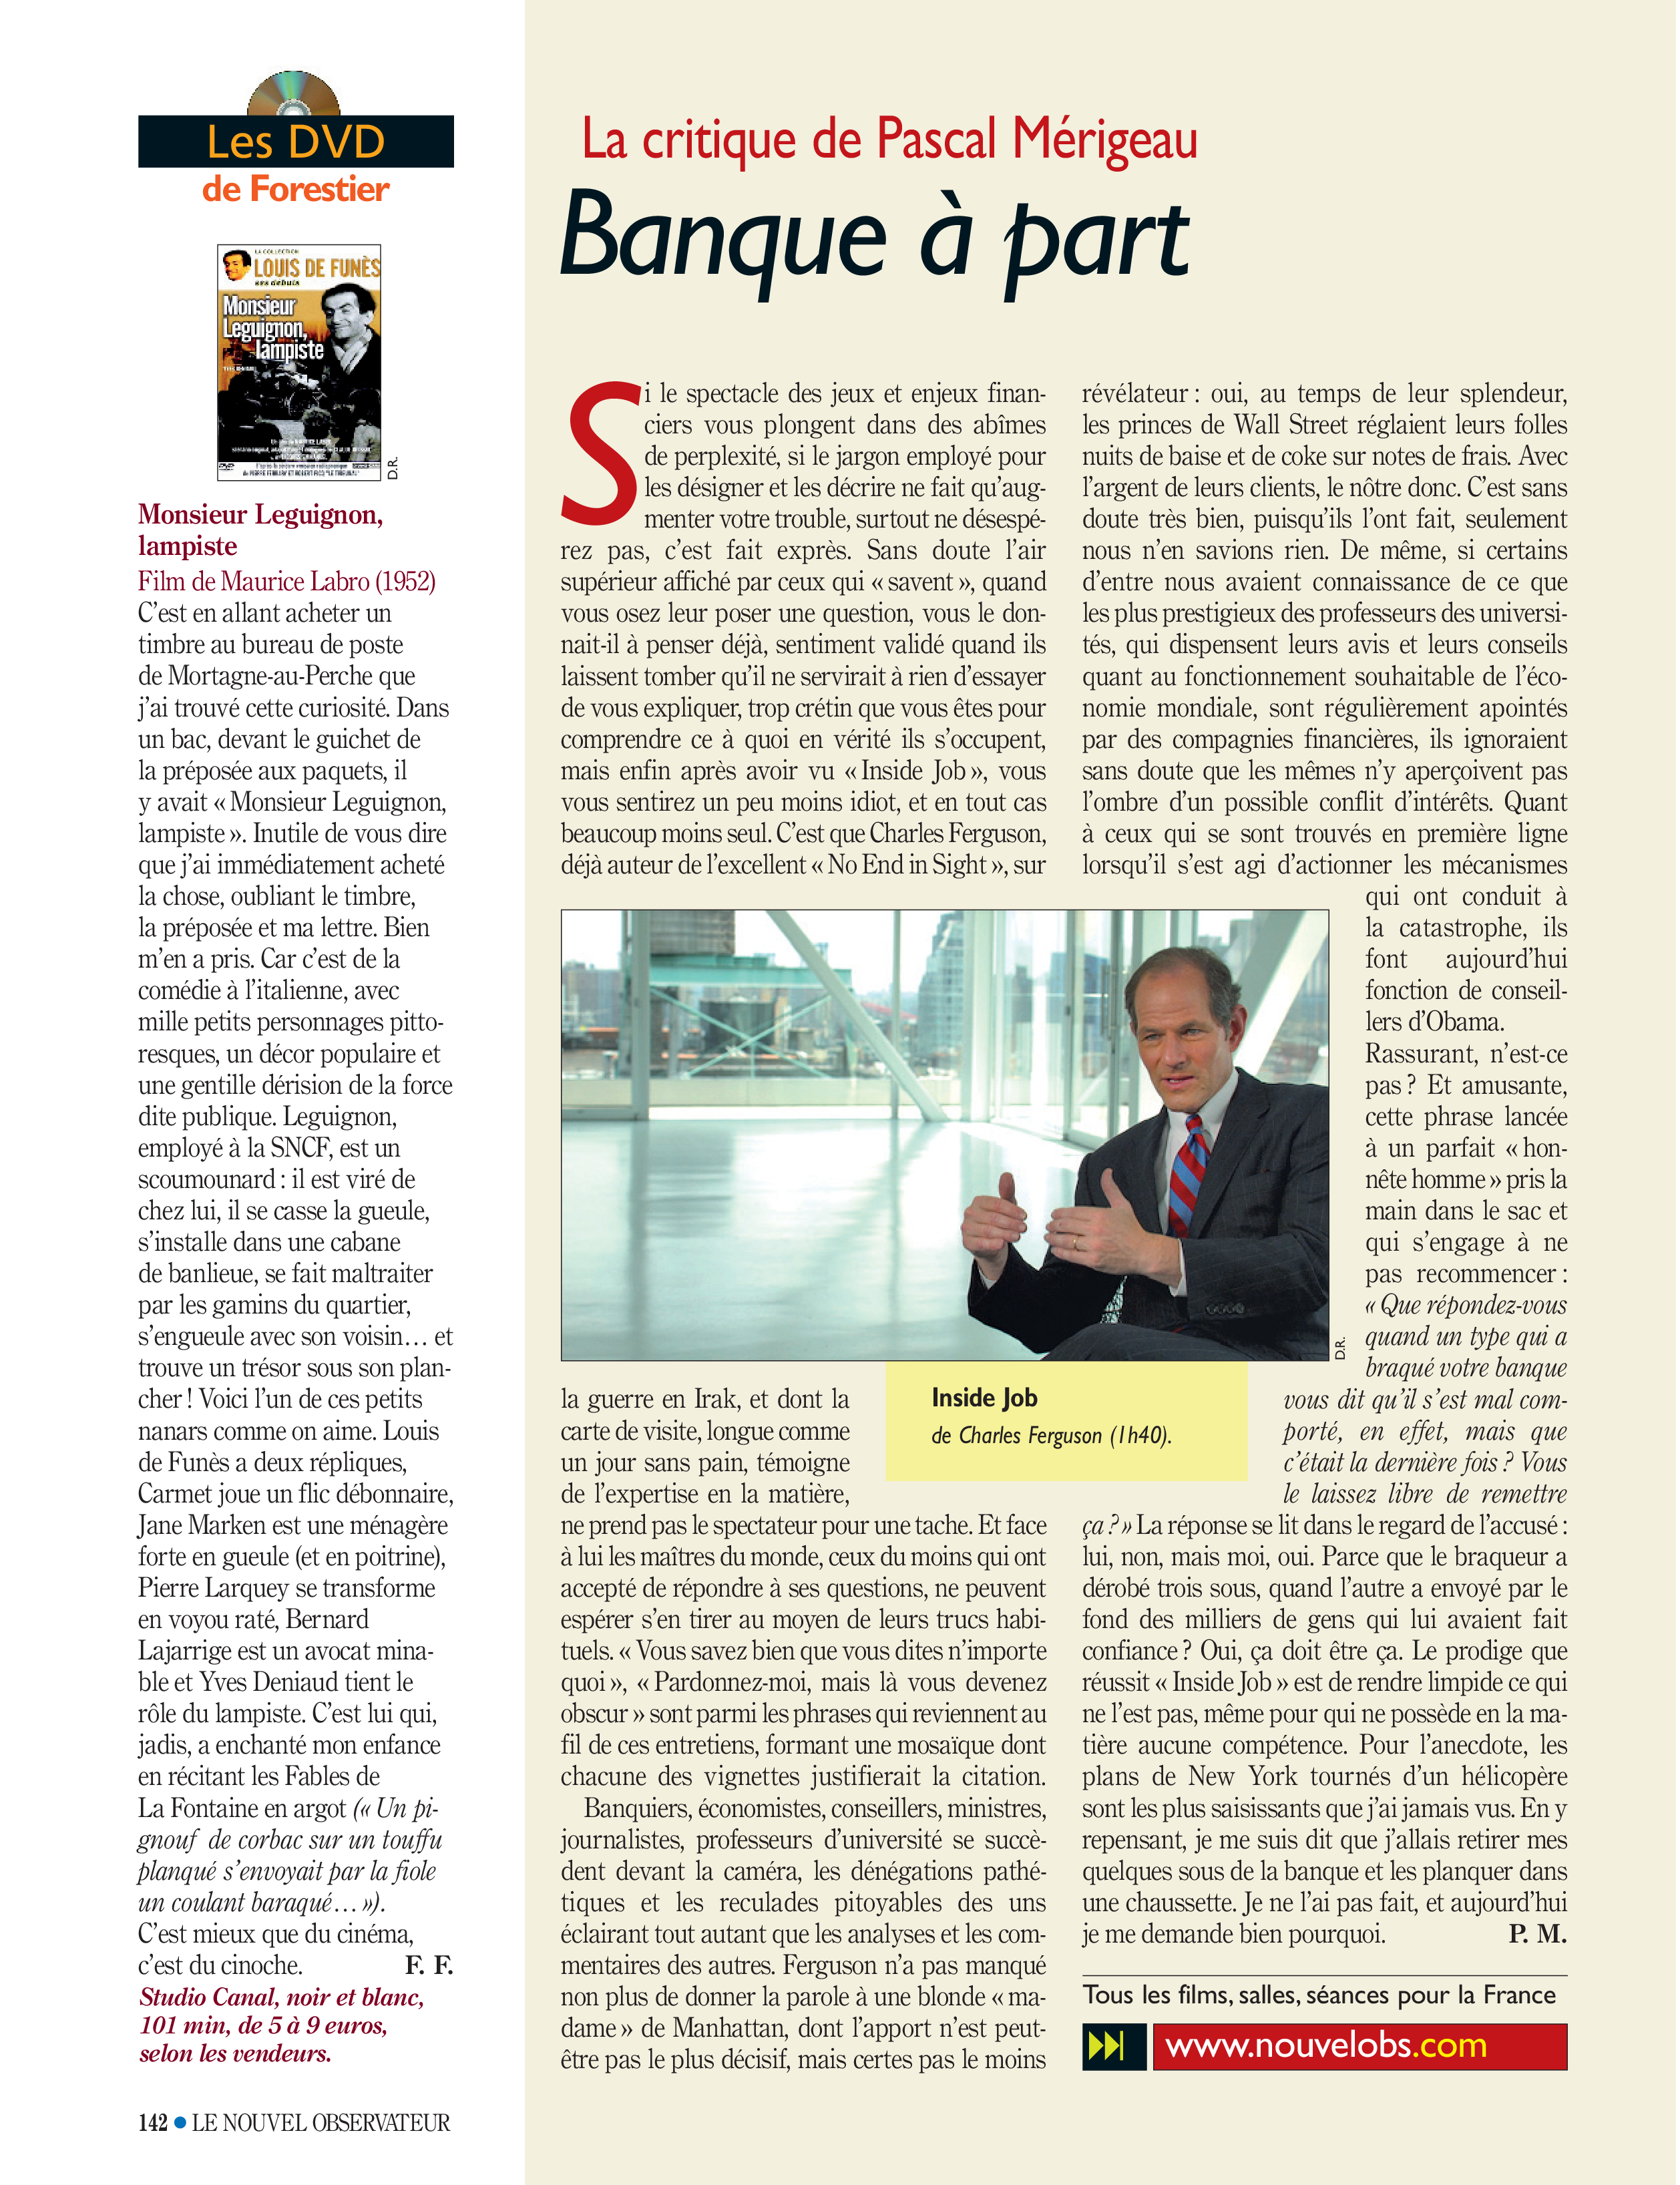 Les DVD
de Forestier
LA COLLECTION
LOUIS DE FUNÈS
ses débuts
Monsieur
Leguignon,
lampiste
D.R.
Monsieur Leguignon,
lampiste
Film de Maurice Labro (1952)
C’est en allant acheter un
timbre au bureau de poste
de Mortagne-au-Perche que
j’ai trouvé cette curiosité. Dans
un bac, devant le guichet de
la préposée aux paquets, il
y avait « Monsieur Leguignon,
lampiste ». Inutile de vous dire
que j’ai immédiatement acheté
la chose, oubliant le timbre,
la préposée et ma lettre. Bien
m’en a pris. Car c’est de la
comédie à l’italienne, avec
mille petits personnages pitto-
resques, un décor populaire et
une gentille dérision de la force
dite publique. Leguignon,
employé à la SNCF, est un
scoumounard : il est viré de
chez lui, il se casse la gueule,
s’installe dans une cabane
de banlieue, se fait maltraiter
par les gamins du quartier,
s’engueule avec son voisin… et
trouve un trésor sous son plan-
cher ! Voici l’un de ces petits
nanars comme on aime. Louis
de Funès a deux répliques,
Carmet joue un flic débonnaire,
Jane Marken est une ménagère
forte en gueule (et en poitrine),
Pierre Larquey se transforme
en voyou raté, Bernard
Lajarrige est un avocat mina-
ble et Yves Deniaud tient le
rôle du lampiste. C’est lui qui,
jadis, a enchanté mon enfance
en récitant les Fables de
La Fontaine en argot (« Un pi-
gnouf de corbac sur un touffu
planqué s’envoyait par la fiole
un coulant baraqué… »).
C’est mieux que du cinéma,
c’est du cinoche. F. F.
Studio Canal, noir et blanc,
101 min, de 5 à 9 euros,
selon les vendeurs.
La critique de Pascal Mérigeau
Banque à part
Si le spectacle des jeux et enjeux finan-
ciers vous plongent dans des abîmes
de perplexité, si le jargon employé pour
les désigner et les décrire ne fait qu’aug-
menter votre trouble, surtout ne désespé-
rez pas, c’est fait exprès. Sans doute l’air
supérieur affiché par ceux qui « savent », quand
vous osez leur poser une question, vous le don-
nait-il à penser déjà, sentiment validé quand ils
laissent tomber qu’il ne servirait à rien d’essayer
de vous expliquer, trop crétin que vous êtes pour
comprendre ce à quoi en vérité ils s’occupent,
mais enfin après avoir vu « Inside Job », vous
vous sentirez un peu moins idiot, et en tout cas
beaucoup moins seul. C’est que Charles Ferguson,
déjà auteur de l’excellent « No End in Sight », sur
la guerre en Irak, et dont la
carte de visite, longue comme
un jour sans pain, témoigne
de l’expertise en la matière,
ne prend pas le spectateur pour une tache. Et face
à lui les maîtres du monde, ceux du moins qui ont
accepté de répondre à ses questions, ne peuvent
espérer s’en tirer au moyen de leurs trucs habi-
tuels. « Vous savez bien que vous dites n’importe
quoi », « Pardonnez-moi, mais là vous devenez
obscur » sont parmi les phrases qui reviennent au
fil de ces entretiens, formant une mosaïque dont
chacune des vignettes justifierait la citation.
Banquiers, économistes, conseillers, ministres,
journalistes, professeurs d’université se succè-
dent devant la caméra, les dénégations pathé-
tiques et les reculades pitoyables des uns
éclairant tout autant que les analyses et les com-
mentaires des autres. Ferguson n’a pas manqué
non plus de donner la parole à une blonde « ma-
dame » de Manhattan, dont l’apport n’est peut-
être pas le plus décisif, mais certes pas le moins
révélateur : oui, au temps de leur splendeur,
les princes de Wall Street réglaient leurs folles
nuits de baise et de coke sur notes de frais. Avec
l’argent de leurs clients, le nôtre donc. C’est sans
doute très bien, puisqu’ils l’ont fait, seulement
nous n’en savions rien. De même, si certains
d’entre nous avaient connaissance de ce que
les plus prestigieux des professeurs des universi-
tés, qui dispensent leurs avis et leurs conseils
quant au fonctionnement souhaitable de l’éco-
nomie mondiale, sont régulièrement apointés
par des compagnies financières, ils ignoraient
sans doute que les mêmes n’y aperçoivent pas
l’ombre d’un possible conflit d’intérêts. Quant
à ceux qui se sont trouvés en première ligne
lorsqu’il s’est agi d’actionner les mécanismes
qui ont conduit à
la catastrophe, ils
font aujourd’hui
fonction de conseil-
lers d’Obama.
Rassurant, n’est-ce
pas ? Et amusante,
cette phrase lancée
à un parfait « hon-
nête homme » pris la
main dans le sac et
qui s’engage à ne
pas recommencer :
« Que répondez-vous
quand un type qui a
braqué votre banque
vous dit qu’il s’est mal com-
porté, en effet, mais que
c’était la dernière fois ? Vous
le laissez libre de remettre
ça ? » La réponse se lit dans le regard de l’accusé :
lui, non, mais moi, oui. Parce que le braqueur a
dérobé trois sous, quand l’autre a envoyé par le
fond des milliers de gens qui lui avaient fait
confiance ? Oui, ça doit être ça. Le prodige que
réussit « Inside Job » est de rendre limpide ce qui
ne l’est pas, même pour qui ne possède en la ma-
tière aucune compétence. Pour l’anecdote, les
plans de New York tournés d’un hélicoptère
sont les plus saisissants que j’ai jamais vus. En y
repensant, je me suis dit que j’allais retirer mes
quelques sous de la banque et les planquer dans
une chaussette. Je ne l’ai pas fait, et aujourd’hui
je me demande bien pourquoi. P. M.
D.R.
Inside Job
de Charles Ferguson (1h40).
Tous les films, salles, séances pour la France
www.nouvelobs.com
142 • LE NOUVEL OBSERVATEUR